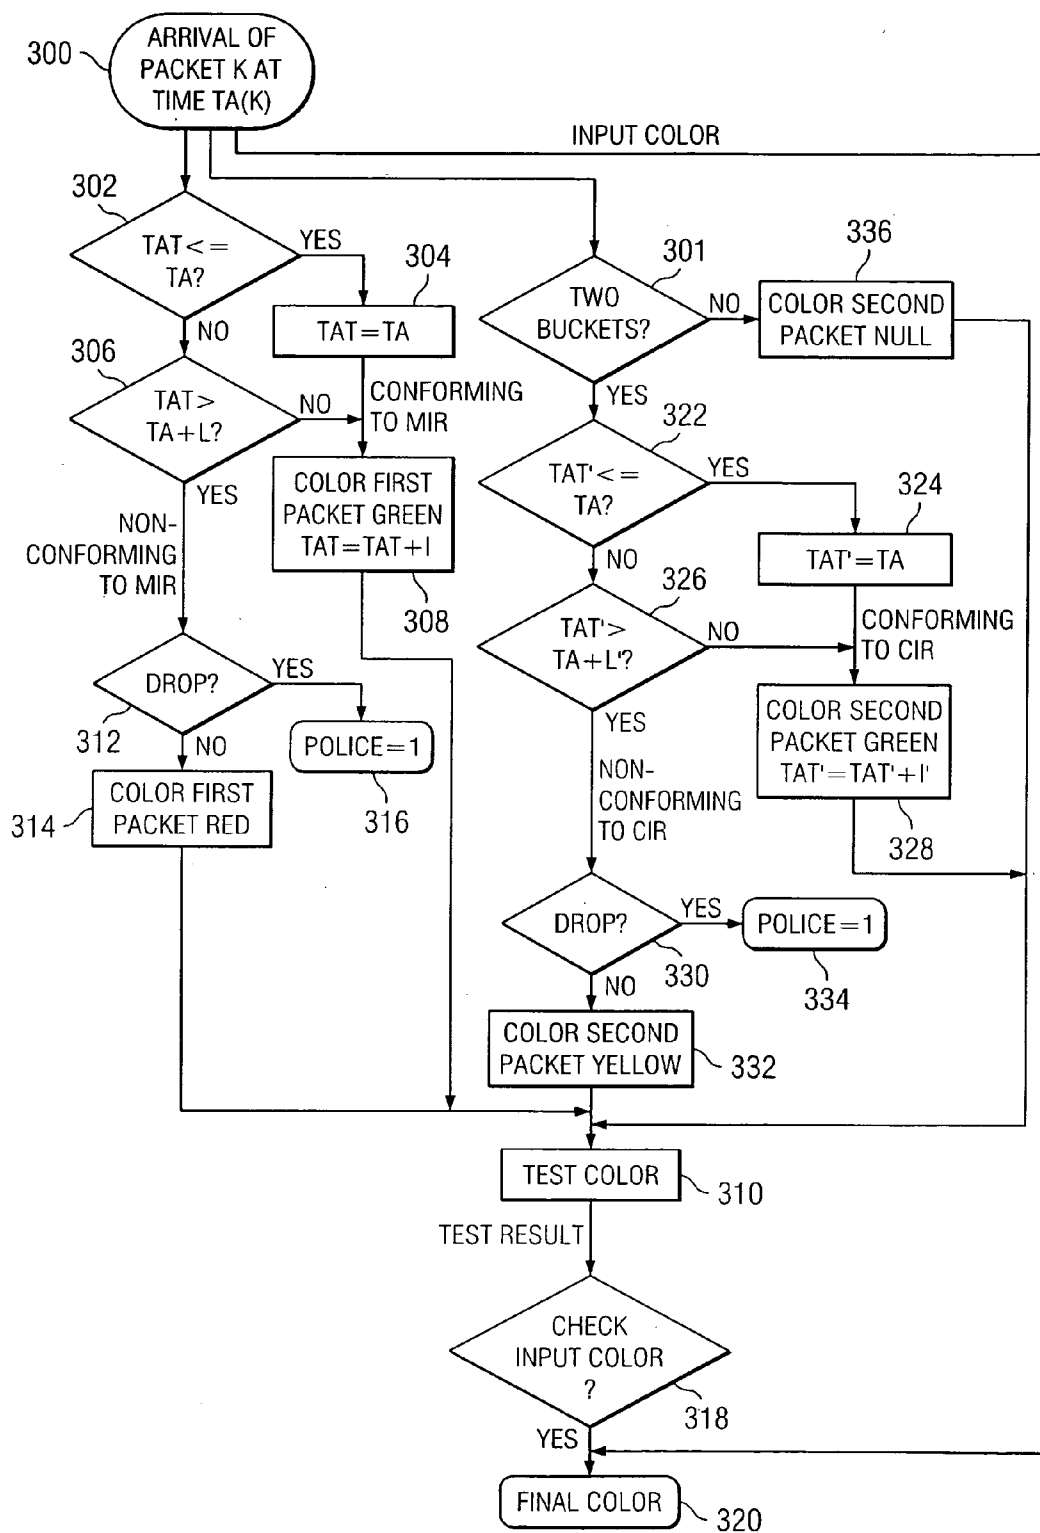 300
ARRIVAL OF
PACKET K AT
TIME TA(K)
INPUT COLOR
302
TAT<=
TA?
YES
NO
304
TAT=TA
306
TAT>
TA+L?
NO
YES
CONFORMING
TO MIR
COLOR FIRST
PACKET GREEN
TAT=TAT+I
308
NON-
CONFORMING
TO MIR
DROP?
YES
312
NO
POLICE=1
316
314
COLOR FIRST
PACKET RED
301
TWO
BUCKETS?
NO
YES
336
COLOR SECOND
PACKET NULL
322
TAT'<=
TA?
YES
NO
324
TAT'=TA
326
TAT'>
TA+L'?
NO
YES
CONFORMING
TO CIR
COLOR SECOND
PACKET GREEN
TAT'=TAT'+I'
328
NON-
CONFORMING
TO CIR
DROP?
YES
330
NO
POLICE=1
334
COLOR SECOND
PACKET YELLOW
332
TEST COLOR
310
TEST RESULT
CHECK
INPUT COLOR
?
318
YES
FINAL COLOR
320